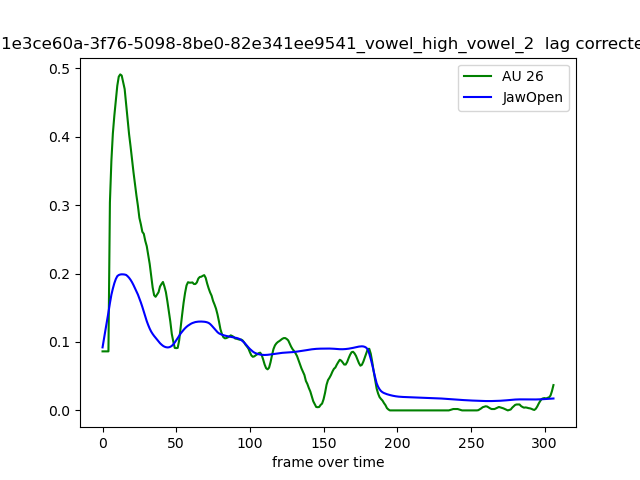 1e3ce60a-3f76-5098-8be0-82e341ee9541_vowel_high_vowel_2  lag correcte
AU 26
JawOpen
0.5
0.4
0.3
0.2
0.1
0.0
0 50 100 150 200 250 300
frame over time